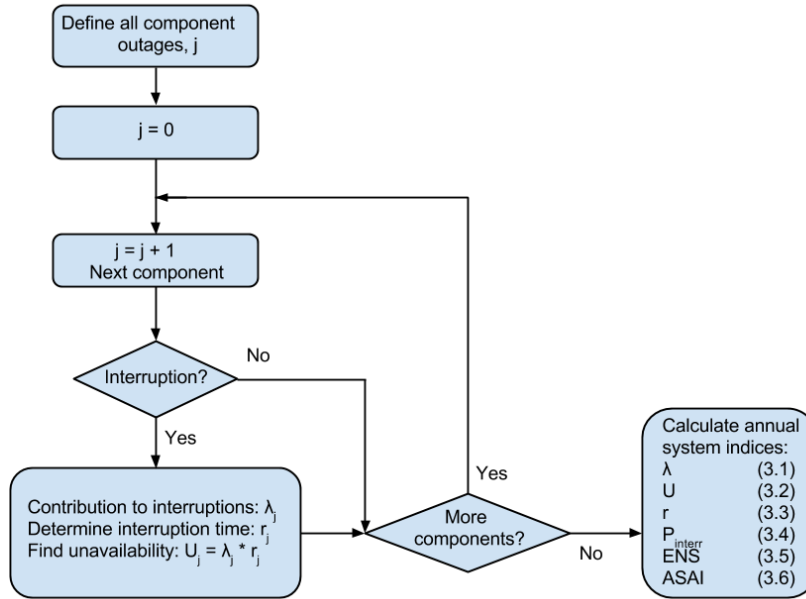 Define all component
outages, j
j = 0
j = j + 1
Next component
Interruption?
No
Yes
Contribution to interruptions: λj
Determine interruption time: rj
Find unavailability: Uj = λj * rj
More
components?
Yes
No
Calculate annual
system indices:
λ (3.1)
U (3.2)
r (3.3)
Pinterr (3.4)
ENS (3.5)
ASAI (3.6)